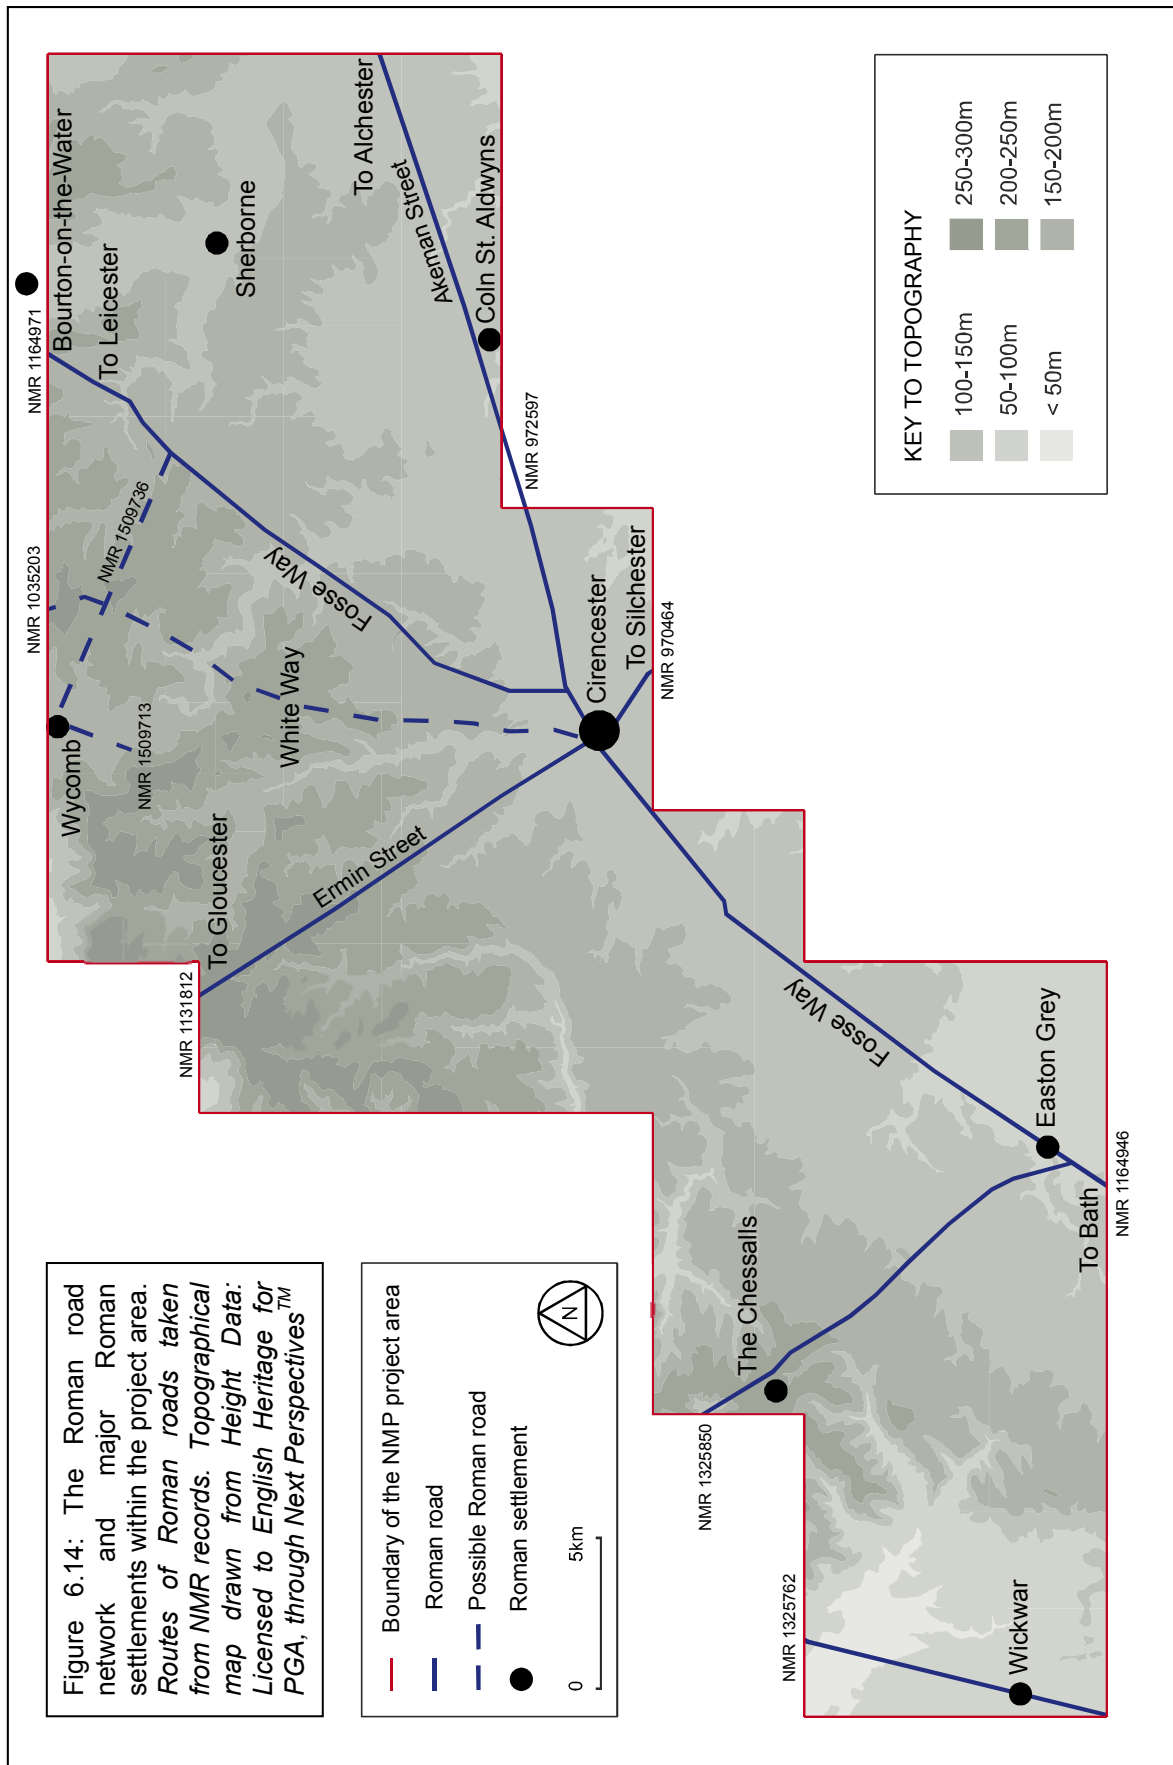 Figure 6.14: The Roman road
network and major Roman
settlements within the project area.
Routes of Roman roads taken
from NMR records. Topographical
map drawn from Height Data:
Licensed to English Heritage for
PGA, through Next Perspectives™
Boundary of the NMP project area
Roman road
Possible Roman road
Roman settlement
0 5km
N
NMR 1035203
NMR 1164971
Bourton-on-the-Water
To Leicester
Wycomb
NMR 1509736
NMR 1509713
NMR 1131812
To Gloucester
Sherborne
White Way
Fosse Way
Ermin Street
To Alchester
Akeman Street
Coln St. Aldwyns
NMR 972597
Cirencester
To Silchester
NMR 970464
NMR 1325850
The Chessalls
Fosse Way
NMR 1325762
Wickwar
Easton Grey
To Bath
NMR 1164946
KEY TO TOPOGRAPHY
100-150m 250-300m
50-100m 200-250m
< 50m 150-200m